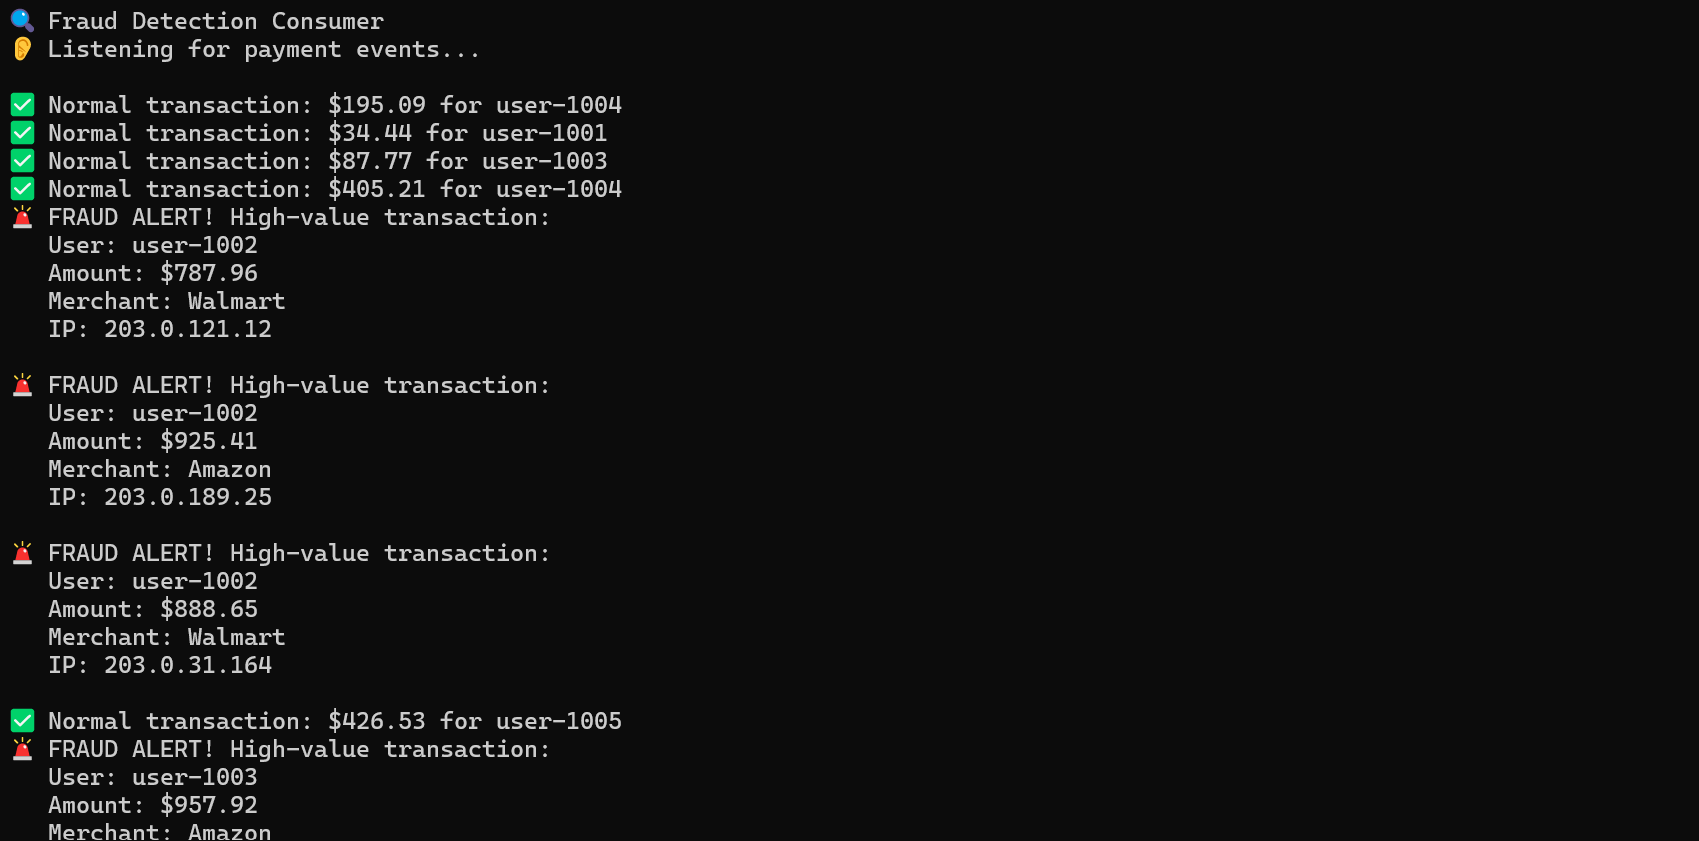 Fraud Detection Consumer
Listening for payment events...
Normal transaction: $195.09 for user-1004
Normal transaction: $34.44 for user-1001
Normal transaction: $87.77 for user-1003
Normal transaction: $405.21 for user-1004
FRAUD ALERT! High-value transaction:
User: user-1002
Amount: $787.96
Merchant: Walmart
IP: 203.0.121.12
FRAUD ALERT! High-value transaction:
User: user-1002
Amount: $925.41
Merchant: Amazon
IP: 203.0.189.25
FRAUD ALERT! High-value transaction:
User: user-1002
Amount: $888.65
Merchant: Walmart
IP: 203.0.31.164
Normal transaction: $426.53 for user-1005
FRAUD ALERT! High-value transaction:
User: user-1003
Amount: $957.92
Merchant: Amazon